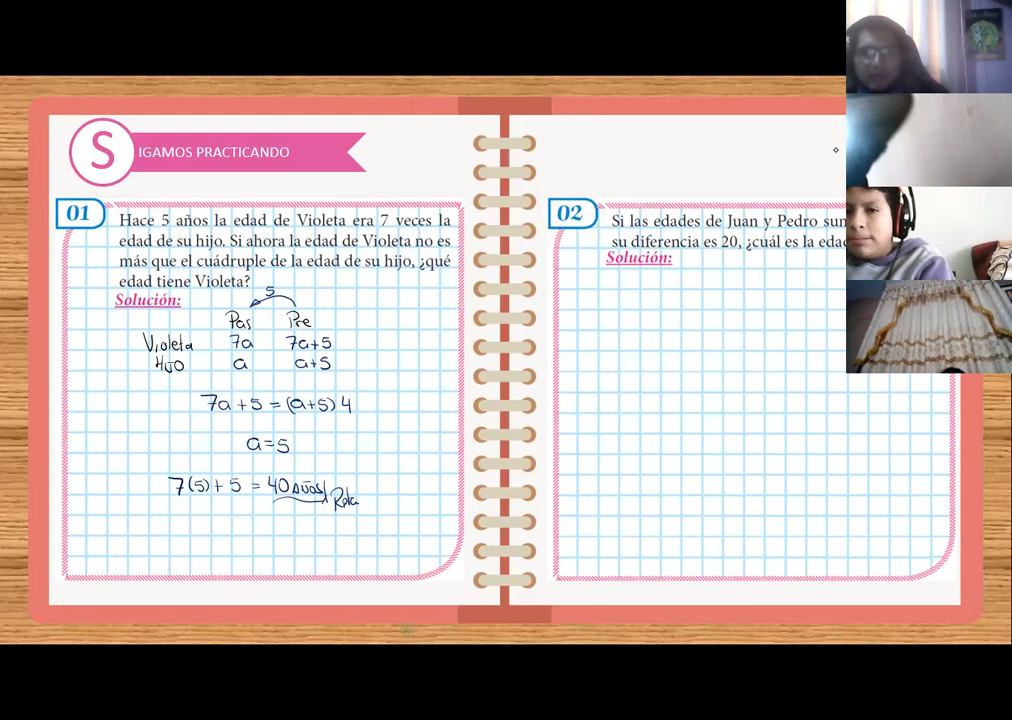 SIGAMOS PRACTICANDO
01
Hace 5 años la edad de Violeta era 7 veces la
edad de su hijo. Si ahora la edad de Violeta no es
más que el cuádruple de la edad de su hijo, ¿qué
edad tiene Violeta?
Solución:
5
Pas Pre
Violeta 7a 7a+5
HIJO a a+5
7a+5=(a+5)4
a=5
7(5)+5 = 40 AÑOS Rpta
02
Si las edades de Juan y Pedro sum
su diferencia es 20, ¿cuál es la edad
Solución: